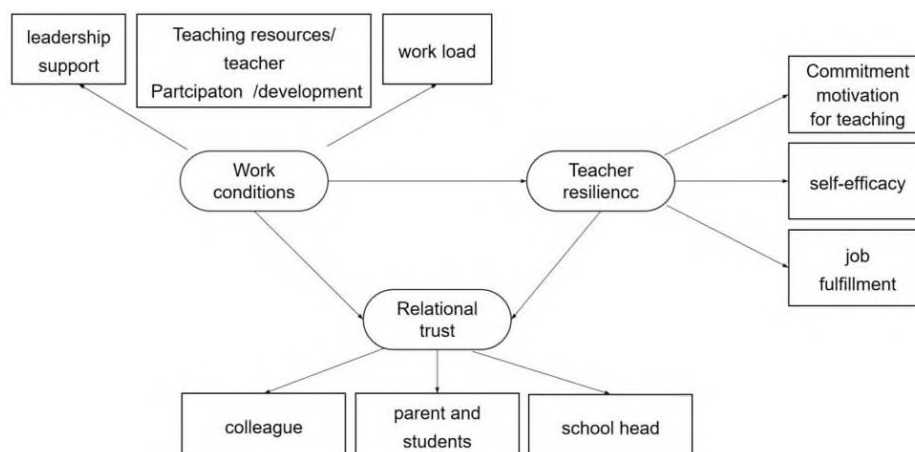 leadership
support
Teaching resources/
teacher
Partcipaton /development
work load
Commitment
motivation
for teaching
Work
conditions
Teacher
resiliencc
self-efficacy
job
fulfillment
Relational
trust
colleague
parent and
students
school head